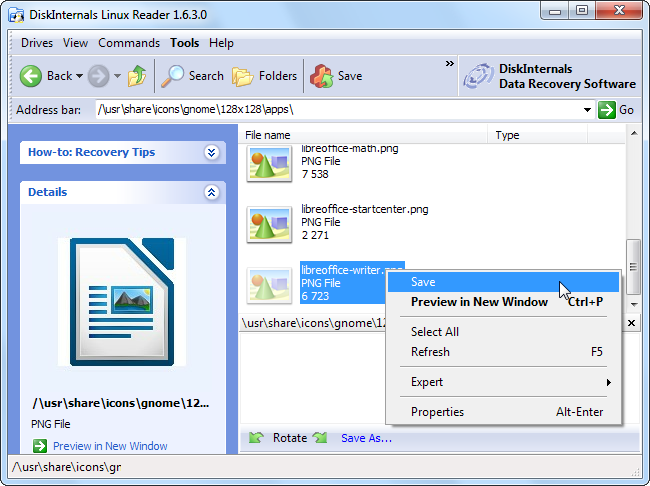 DiskInternals Linux Reader 1.6.3.0
Drives View Commands Tools Help
Back Search Folders Save » DiskInternals
Data Recovery Software
Address bar: /\usr\share\icons\gnome\128x128\apps\ Go
How-to: Recovery Tips
Details
/\usr\share\icons\gnome\12...
PNG File
Preview in New Window
File name Type
libreoffice-math.png
PNG File
7 538
libreoffice-startcenter.png
PNG File
2 271
libreoffice-writer.png
PNG File
6 723
Save
Preview in New Window Ctrl+P
Select All
Refresh F5
Expert
Properties Alt-Enter
\usr\share\icons\gnome\12
Rotate Save As...
/\usr\share\icons\gr